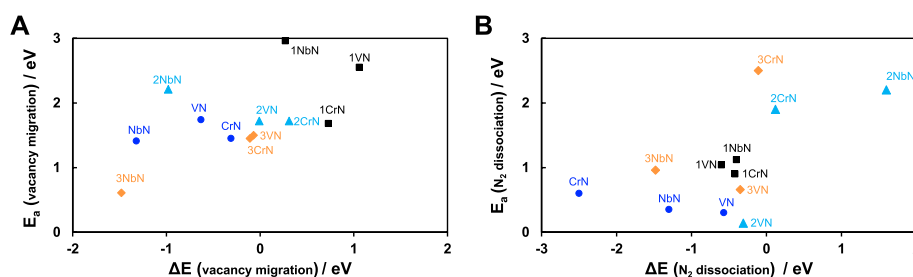 A
E_a (vacancy migration) / eV
3
2
1
0
1NbN
1VN
2NbN
VN
NbN
CrN
2VN
2CrN
1CrN
3VN
3CrN
3NbN
-2
-1
0
1
2
ΔE (vacancy migration) / eV
B
E_a (N₂ dissociation) / eV
3
2
1
0
3CrN
2NbN
2CrN
1NbN
1VN
1CrN
3NbN
3VN
CrN
NbN
VN
2VN
-3
-2
-1
0
1
ΔE (N₂ dissociation) / eV